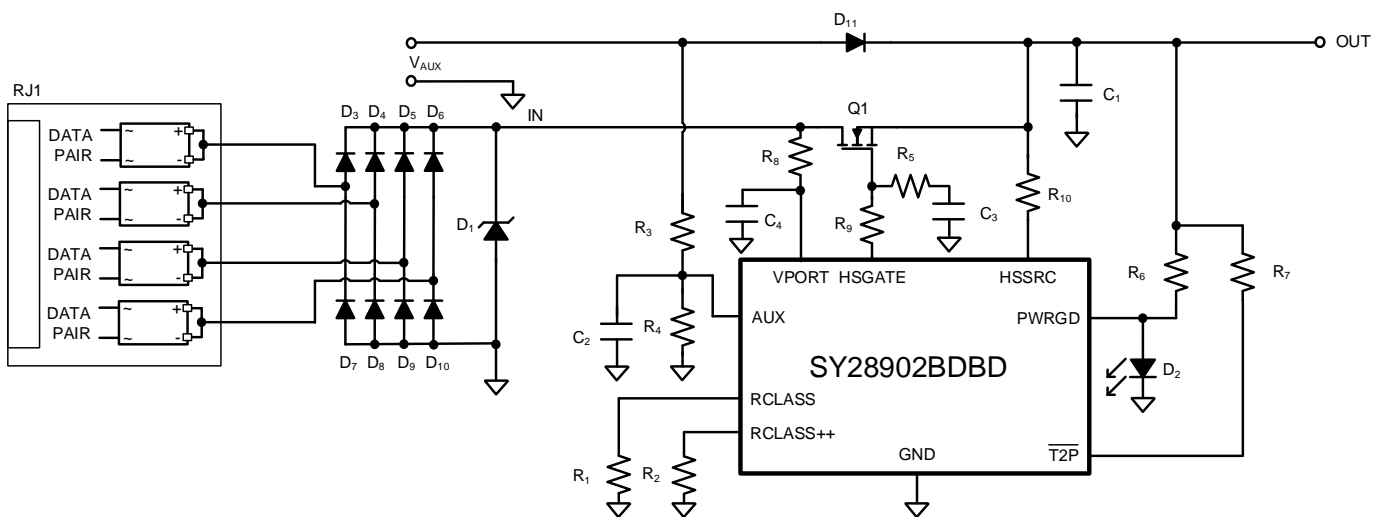 D11
OUT
VAUX
RJ1
C1
D3 D4 D5 D6
IN
Q1
DATA
PAIR
~
~
+
-
R8
R5
DATA
PAIR
~
~
+
-
R10
C4
C3
D1
R3
R9
DATA
PAIR
~
~
+
-
VPORT HSGATE HSSRC
R6
R7
DATA
PAIR
~
~
+
-
AUX
PWRGD
C2
R4
D7 D8 D9 D10
SY28902BDBD
D2
RCLASS
RCLASS++
GND
T2P
R1
R2